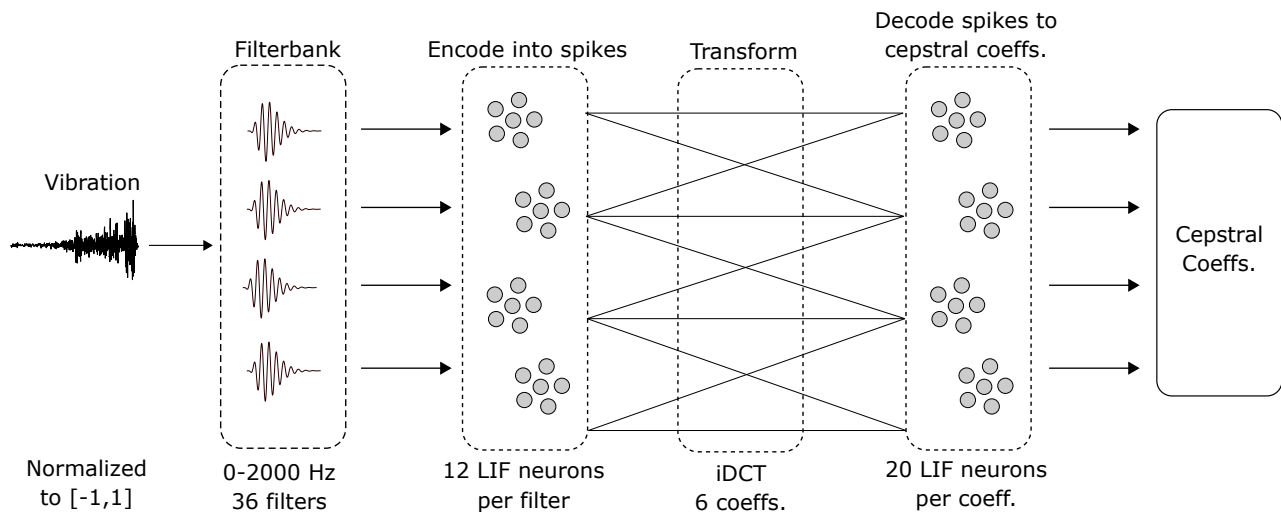 Vibration
Normalized
to [-1,1]
Filterbank
0-2000 Hz
36 filters
Encode into spikes
12 LIF neurons
per filter
Transform
iDCT
6 coeffs.
Decode spikes to
cepstral coeffs.
20 LIF neurons
per coeff.
Cepstral
Coeffs.